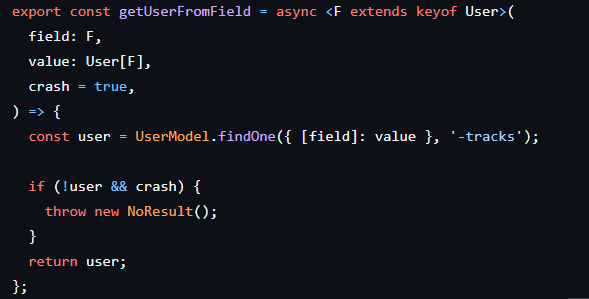 export const getUserFromField = async <F extends keyof User>(
  field: F,
  value: User[F],
  crash = true,
) => {
  const user = UserModel.findOne({ [field]: value }, '-tracks');

  if (!user && crash) {
    throw new NoResult();
  }
  return user;
};